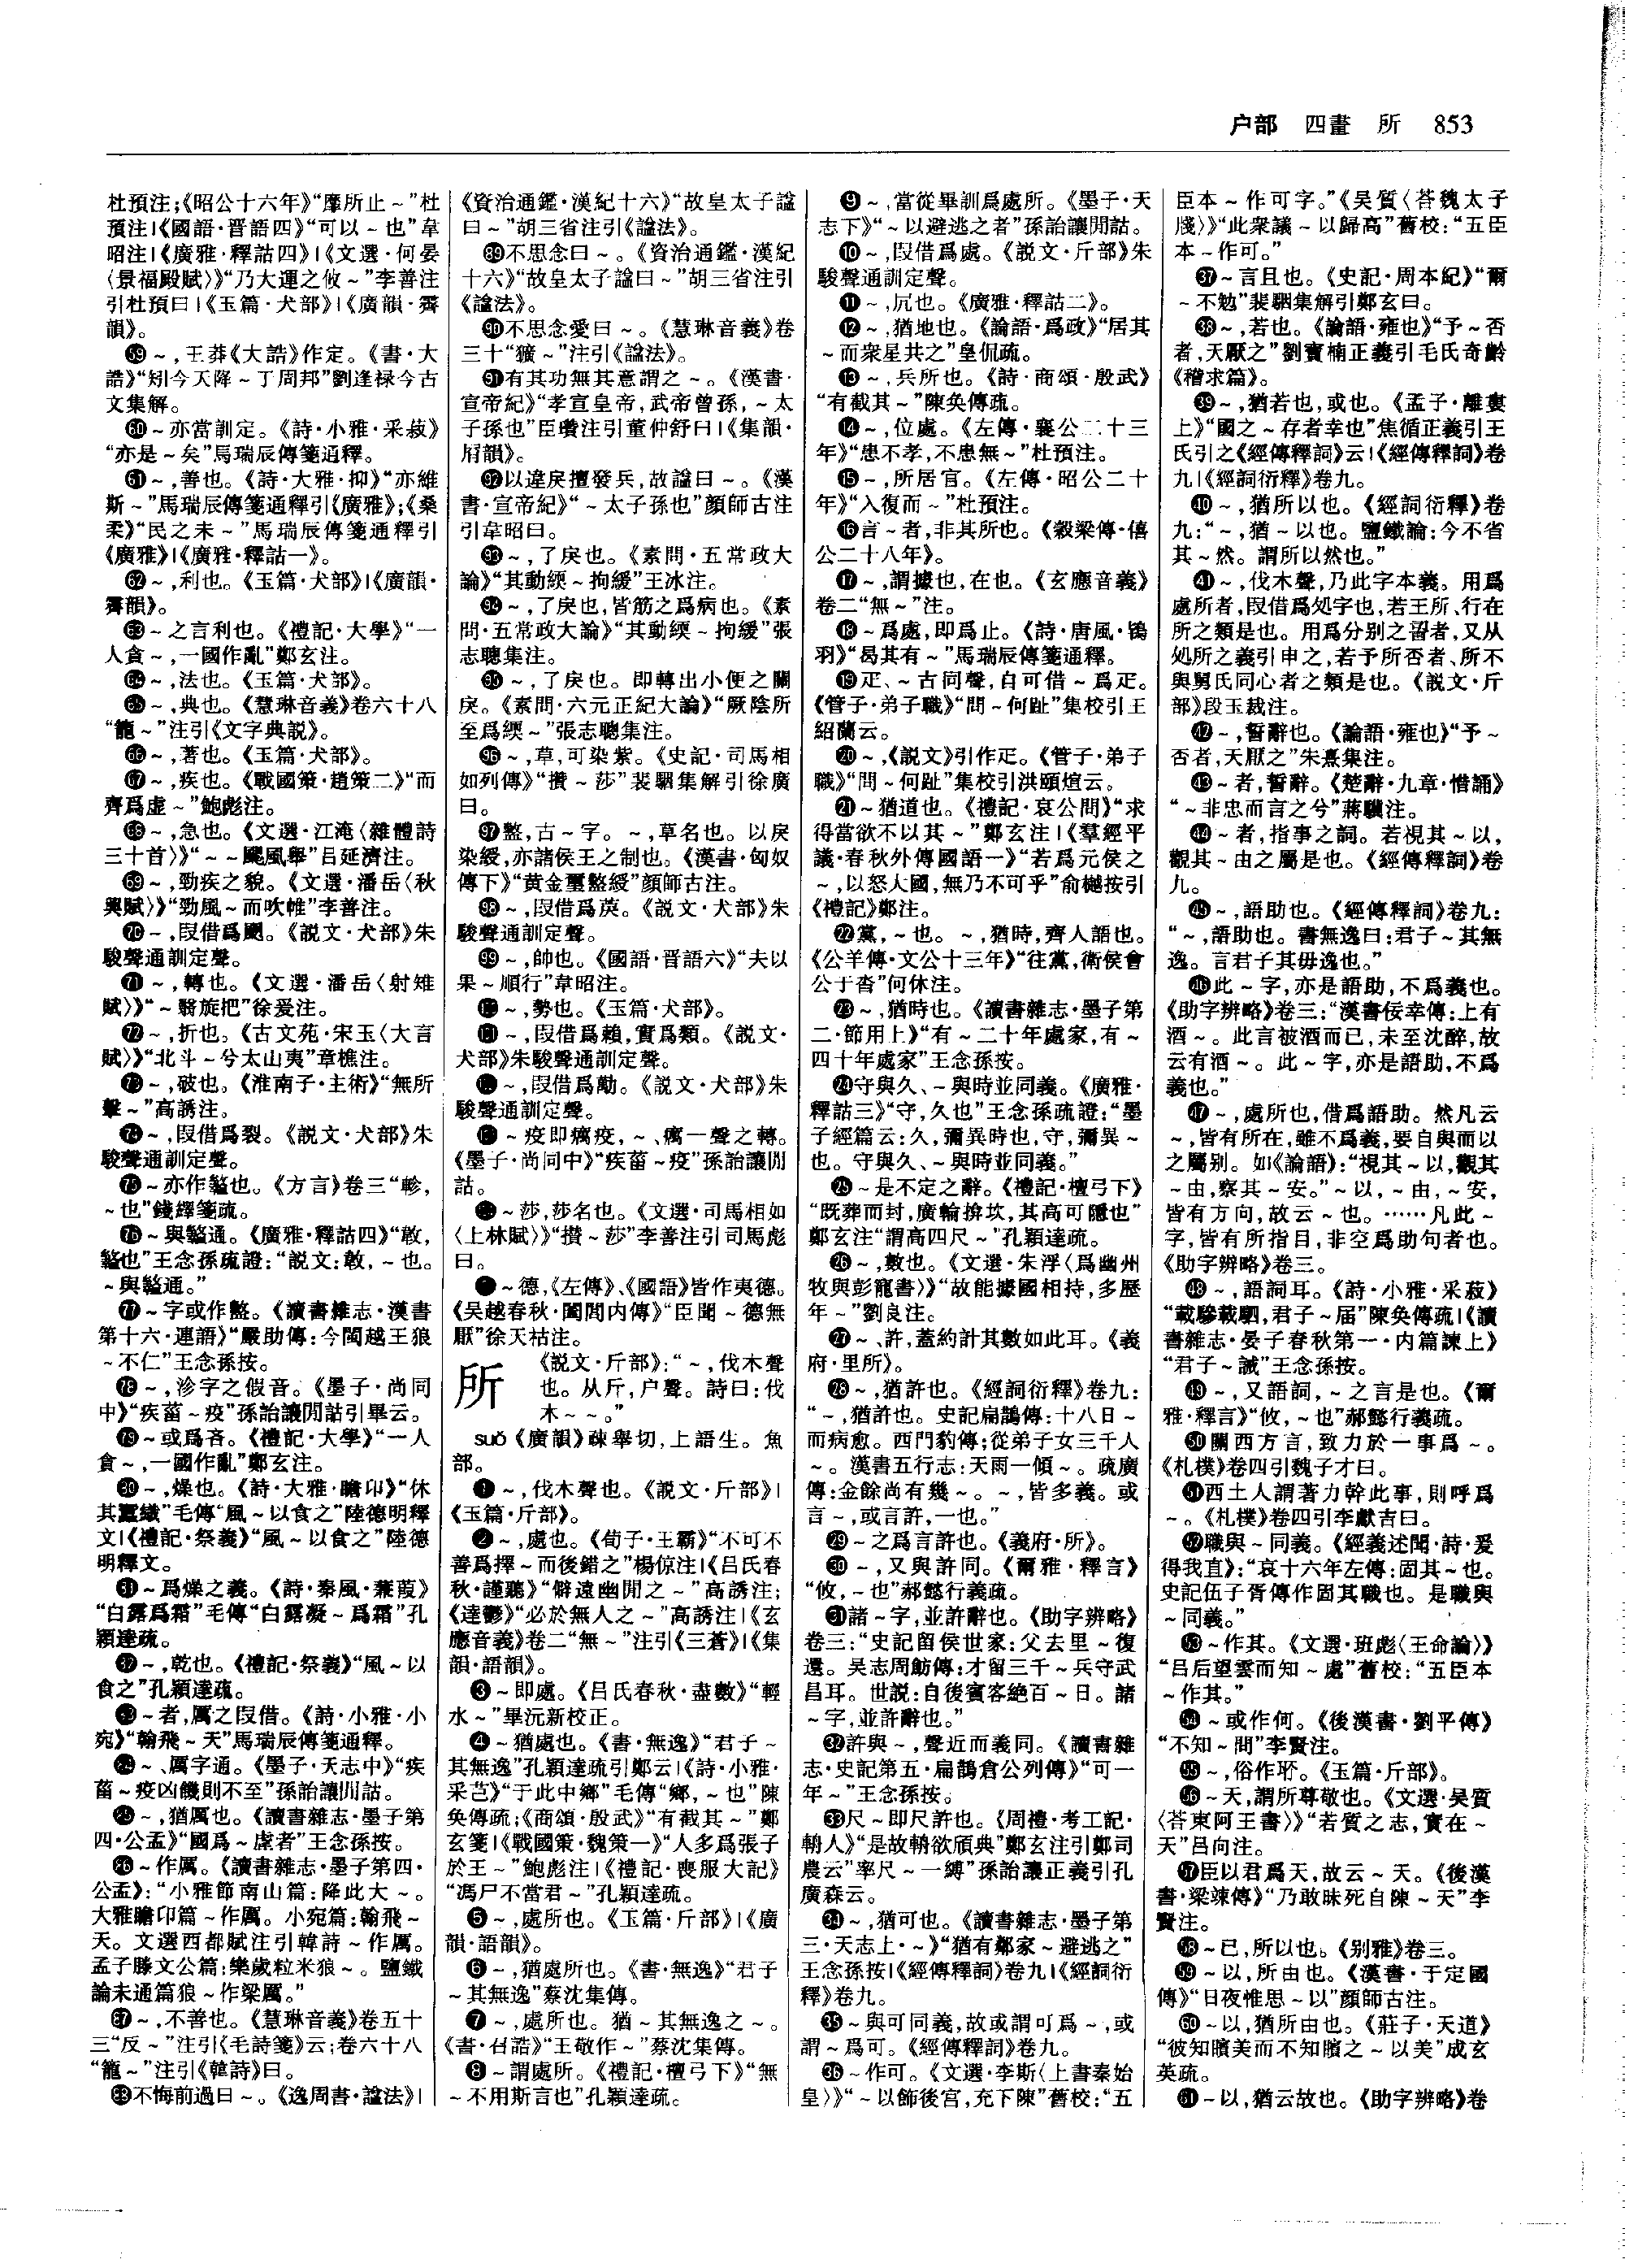 户部 四畫 所 853
杜預注;《昭公十六年》“靡所止～”杜
預注|《國語·晋語四》“可以～也”韋
昭注|《廣雅·釋詁四》|《文選·何晏
〈景福殿賦〉》“乃大運之攸～”李善注
引杜預曰|《玉篇·犬部》|《廣韻·霽
韻》。
59～,王莽《大誥》作定。《書·大
誥》“矧今天降～于周邦”劉逢禄今古
文集解。
60～亦當訓定。《詩·小雅·采菽》
“亦是～矣”馬瑞辰傳箋通釋。
61～,善也。《詩·大雅·抑》“亦維
斯～”馬瑞辰傳箋通釋引《廣雅》;《桑
柔》“民之未～”馬瑞辰傳箋通釋引
《廣雅》|《廣雅·釋詁一》。
62～,利也。《玉篇·犬部》|《廣韻·
霽韻》。
63～之言利也。《禮記·大學》“一
人貪～,一國作亂”鄭玄注。
64～,法也。《玉篇·犬部》。
65～,典也。《慧琳音義》卷六十八
“籠～”注引《文字典説》。
66～,著也。《玉篇·犬部》。
67～,疾也。《戰國策·趙策二》“而
齊爲虚～”鮑彪注。
68～,急也。《文選·江淹〈雜體詩
三十首〉》“～～飃風舉”吕延濟注。
69～,勁疾之貌。《文選·潘岳〈秋
興賦〉》“勁風～而吹帷”李善注。
70～,叚借爲颲。《説文·犬部》朱
駿聲通訓定聲。
71～,轉也。《文選·潘岳〈射雉
賦〉》“～翳旋把”徐爰注。
72～,折也。《古文苑·宋玉〈大言
賦〉》“北斗～兮太山夷”章樵注。
73～,破也。《淮南子·主術》“無所
擊～”高誘注。
74～,叚借爲裂。《説文·犬部》朱
駿聲通訓定聲。
75～亦作盭也。《方言》卷三“軫,
～也”錢繹箋疏。
76～與盭通。《廣雅·釋詁四》“㪏,
盭也”王念孫疏證:“説文:㪏,～也。
～與盭通。”
77～字或作盭。《讀書雜志·漢書
第十六·連語》“嚴助傳:今閩越王狼
～不仁”王念孫按。
78～,沴字之假音。《墨子·尚同
中》“疾菑～疫”孫詒讓閒詁引畢云。
79～或爲吝。《禮記·大學》“一人
貪～,一國作亂”鄭玄注。
80～,燥也。《詩·大雅·瞻卬》“休
其蠶織”毛傳“風～以食之”陸德明釋
文|《禮記·祭義》“風～以食之”陸德
明釋文。
81～爲燥之義。《詩·秦風·蒹葭》
“白露爲霜”毛傳“白露凝～爲霜”孔
穎達疏。
82～,乾也。《禮記·祭義》“風～以
食之”孔穎達疏。
83～者,厲之叚借。《詩·小雅·小
宛》“翰飛～天”馬瑞辰傳箋通釋。
84～、厲字通。《墨子·天志中》“疾
菑～疫凶饑則不至”孫詒讓閒詁。
85～,猶厲也。《讀書雜志·墨子第
四·公孟》“國爲～虚者”王念孫按。
86～作厲。《讀書雜志·墨子第四·
公孟》:“小雅節南山篇:降此大～。
大雅瞻卬篇～作厲。小宛篇:翰飛～
天。文選西都賦注引韓詩～作厲。
孟子滕文公篇:樂歲粒米狼～。鹽鐵
論未通篇狼～作梁厲。”
87～,不善也。《慧琳音義》卷五十
三“反～”注引《毛詩箋》云;卷六十八
“籠～”注引《韓詩》曰。
88不悔前過曰～。《逸周書·謚法》|
《資治通鑑·漢紀十六》“故皇太子謚
曰～”胡三省注引《謚法》。
89不思念曰～。《資治通鑑·漢紀
十六》“故皇太子謚曰～”胡三省注引
《謚法》。
90不思念愛曰～。《慧琳音義》卷
三十“獷～”注引《謚法》。
91有其功無其意謂之～。《漢書·
宣帝紀》“孝宣皇帝,武帝曾孫,～太
子孫也”臣瓚注引董仲舒曰|《集韻·
屑韻》。
92以違戾擅發兵,故謚曰～。《漢
書·宣帝紀》“～太子孫也”顔師古注
引韋昭曰。
93～,了戾也。《素問·五常政大
論》“其動緛～拘緩”王冰注。
94～,了戾也,皆筋之爲病也。《素
問·五常政大論》“其動緛～拘緩”張
志聰集注。
95～,了戾也。即轉出小便之關
戾。《素問·六元正紀大論》“厥陰所
至爲緛～”張志聰集注。
96～,草,可染紫。《史記·司馬相
如列傳》“攢～莎”裴駰集解引徐廣
曰。
97盭,古～字。～,草名也。以戾
染綬,亦諸侯王之制也。《漢書·匈奴
傳下》“黄金璽盭綬”顔師古注。
98～,叚借爲莀。《説文·犬部》朱
駿聲通訓定聲。
99～,帥也。《國語·晋語六》“夫以
果～順行”韋昭注。
～,勢也。《玉篇·犬部》。
～,叚借爲賴,實爲類。《説文·
犬部》朱駿聲通訓定聲。
～,叚借爲勱。《説文·犬部》朱
駿聲通訓定聲。
～疫即癘疫,～、癘一聲之轉。
《墨子·尚同中》“疾菑～疫”孫詒讓閒
詁。
～莎,莎名也。《文選·司馬相如
〈上林賦〉》“攢～莎”李善注引司馬彪
曰。
～德,《左傳》、《國語》皆作夷德。
《吴越春秋·闔閭内傳》“臣聞～德無
厭”徐天祜注。
所 《説文·斤部》:“～,伐木聲
也。从斤,户聲。詩曰:伐
木～～。”
suǒ《廣韻》疎舉切,上語生。魚
部。
1～,伐木聲也。《説文·斤部》|
《玉篇·斤部》。
2～,處也。《荀子·王霸》“不可不
善爲擇～而後錯之”楊倞注|《吕氏春
秋·謹聽》“僻遠幽閒之～”高誘注;
《達鬱》“必於無人之～”高誘注|《玄
應音義》卷二“無～”注引《三蒼》|《集
韻·語韻》。
3～即處。《吕氏春秋·盡數》“輕
水～”畢沅新校正。
4～猶處也。《書·無逸》“君子～
其無逸”孔穎達疏引鄭云|《詩·小雅·
采芑》“于此中鄉”毛傳“鄉,～也”陳
奂傳疏;《商頌·殷武》“有截其～”鄭
玄箋|《戰國策·魏策一》“人多爲張子
於王～”鮑彪注|《禮記·喪服大記》
“馮尸不當君～”孔穎達疏。
5～,處所也。《玉篇·斤部》|《廣
韻·語韻》。
6～,猶處所也。《書·無逸》“君子
～其無逸”蔡沈集傳。
7～,處所也。猶～其無逸之～。
《書·召誥》“王敬作～”蔡沈集傳。
8～謂處所。《禮記·檀弓下》“無
～不用斯言也”孔穎達疏。
9～,當從畢訓爲處所。《墨子·天
志下》“～以避逃之者”孫詒讓閒詁。
10～,叚借爲處。《説文·斤部》朱
駿聲通訓定聲。
11～,凥也。《廣雅·釋詁二》。
12～,猶地也。《論語·爲政》“居其
～而衆星共之”皇侃疏。
13～,兵所也。《詩·商頌·殷武》
“有截其～”陳奂傳疏。
14～,位處。《左傳·襄公二十三
年》“患不孝,不患無～”杜預注。
15～,所居官。《左傳·昭公二十
年》“入復而～”杜預注。
16言～者,非其所也。《穀梁傳·僖
公二十八年》。
17～,謂據也,在也。《玄應音義》
卷二“無～”注。
18～爲處,即爲止。《詩·唐風·鴇
羽》“曷其有～”馬瑞辰傳箋通釋。
19疋、～古同聲,自可借～爲疋。
《管子·弟子職》“問～何趾”集校引王
紹蘭云。
20～,《説文》引作疋。《管子·弟子
職》“問～何趾”集校引洪頤煊云。
21～猶道也。《禮記·哀公問》“求
得當欲不以其～”鄭玄注|《羣經平
議·春秋外傳國語一》“若爲元侯之
～,以怒大國,無乃不可乎”俞樾按引
《禮記》鄭注。
22黨,～也。～,猶時,齊人語也。
《公羊傳·文公十三年》“往黨,衛侯會
公于沓”何休注。
23～,猶時也。《讀書雜志·墨子第
二·節用上》“有～二十年處家,有～
四十年處家”王念孫按。
24守與久、～與時並同義。《廣雅·
釋詁三》“守,久也”王念孫疏證:“墨
子經篇云:久,彌異時也,守,彌異～
也。守與久、～與時並同義。”
25～是不定之辭。《禮記·檀弓下》
“既葬而封,廣輪揜坎,其高可隱也”
鄭玄注“謂高四尺～”孔穎達疏。
26～,數也。《文選·朱浮〈爲幽州
牧與彭寵書〉》“故能據國相持,多歷
年～”劉良注。
27～、許,蓋約計其數如此耳。《義
府·里所》。
28～,猶許也。《經詞衍釋》卷九:
“～,猶許也。史記扁鵲傳:十八日～
而病愈。西門豹傳:從弟子女三千人
～。漢書五行志:天雨一傾～。疏廣
傳:金餘尚有幾～。～,皆多義。或
言～,或言許,一也。”
29～之爲言許也。《義府·所》。
30～,又與許同。《爾雅·釋言》
“攸,～也”郝懿行義疏。
31諸～字,並許辭也。《助字辨略》
卷三:“史記留侯世家:父去里～復
還。吴志周魴傳:才留三千～兵守武
昌耳。世説:自後賓客絶百～日。諸
～字,並許辭也。”
32許與～,聲近而義同。《讀書雜
志·史記第五·扁鵲倉公列傳》“可一
年～”王念孫按。
33尺～即尺許也。《周禮·考工記·
輈人》“是故輈欲頎典”鄭玄注引鄭司
農云“率尺～一縛”孫詒讓正義引孔
廣森云。
34～,猶可也。《讀書雜志·墨子第
三·天志上·～》“猶有鄰家～避逃之”
王念孫按|《經傳釋詞》卷九|《經詞衍
釋》卷九。
35～與可同義,故或謂可爲～,或
謂～爲可。《經傳釋詞》卷九。
36～作可。《文選·李斯〈上書秦始
皇〉》“～以飾後宫,充下陳”舊校:“五
臣本～作可字。”《吴質〈荅魏太子
牋〉》“此衆議～以歸高”舊校:“五臣
本～作可。”
37～言且也。《史記·周本紀》“爾
～不勉”裴駰集解引鄭玄曰。
38～,若也。《論語·雍也》“予～否
者,天厭之”劉寶楠正義引毛氏奇齡
《稽求篇》。
39～,猶若也,或也。《孟子·離婁
上》“國之～存者幸也”焦循正義引王
氏引之《經傳釋詞》云|《經傳釋詞》卷
九|《經詞衍釋》卷九。
40～,猶所以也。《經詞衍釋》卷
九:“～,猶～以也。鹽鐵論:今不省
其～然。謂所以然也。”
41～,伐木聲,乃此字本義。用爲
處所者,叚借爲処字也,若王所、行在
所之類是也。用爲分别之䛐者,又从
処所之義引申之,若予所否者、所不
與舅氏同心者之類是也。《説文·斤
部》段玉裁注。
42～,誓辭也。《論語·雍也》“予～
否者,天厭之”朱熹集注。
43～者,誓辭。《楚辭·九章·惜誦》
“～非忠而言之兮”蔣驥注。
44～者,指事之詞。若視其～以,
觀其～由之屬是也。《經傳釋詞》卷
九。
45～,語助也。《經傳釋詞》卷九:
“～,語助也。書無逸曰:君子～其無
逸。言君子其毋逸也。”
46此～字,亦是語助,不爲義也。
《助字辨略》卷三:“漢書佞幸傳:上有
酒～。此言被酒而已,未至沈醉,故
云有酒～。此～字,亦是語助,不爲
義也。”
47～,處所也,借爲語助。然凡云
～,皆有所在,雖不爲義,要自與而以
之屬别。如《論語》:“視其～以,觀其
～由,察其～安。”～以,～由,～安,
皆有方向,故云～也。……凡此～
字,皆有所指目,非空爲助句者也。
《助字辨略》卷三。
48～,語詞耳。《詩·小雅·采菽》
“載驂載駟,君子～届”陳奂傳疏|《讀
書雜志·晏子春秋第一·内篇諫上》
“君子～誡”王念孫按。
49～,又語詞,～之言是也。《爾
雅·釋言》“攸,～也”郝懿行義疏。
50關西方言,致力於一事爲～。
《札樸》卷四引魏子才曰。
51西土人謂著力幹此事,則呼爲
～。《札樸》卷四引李獻吉曰。
52職與～同義。《經義述聞·詩·爰
得我直》:“哀十六年左傳:固其～也。
史記伍子胥傳作固其職也。是職與
～同義。”
53～作其。《文選·班彪〈王命論〉》
“吕后望雲而知～處”舊校:“五臣本
～作其。”
54～或作何。《後漢書·劉平傳》
“不知～問”李賢注。
55～,俗作𫝂。《玉篇·斤部》。
56～天,謂所尊敬也。《文選·吴質
〈荅東阿王書〉》“若質之志,實在～
天”吕向注。
57臣以君爲天,故云～天。《後漢
書·梁竦傳》“乃敢昧死自陳～天”李
賢注。
58～已,所以也。《别雅》卷三。
59～以,所由也。《漢書·于定國
傳》“日夜惟思～以”顔師古注。
60～以,猶所由也。《莊子·天道》
“彼知矉美而不知矉之～以美”成玄
英疏。
61～以,猶云故也。《助字辨略》卷